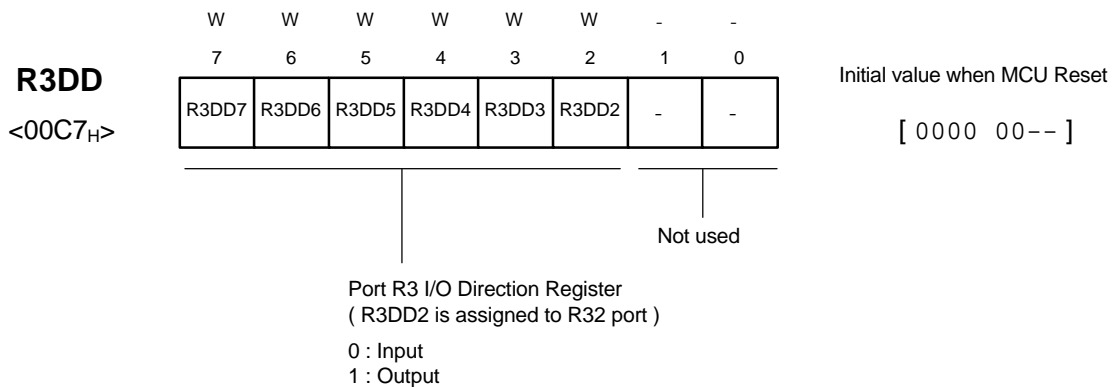 W W W W W W - -
7 6 5 4 3 2 1 0
R3DD
Initial value when MCU Reset
R3DD7 R3DD6 R3DD5 R3DD4 R3DD3 R3DD2 - -
<00C7H>
[ 0000 00-- ]
Not used
Port R3 I/O Direction Register
( R3DD2 is assigned to R32 port )
0 : Input
1 : Output